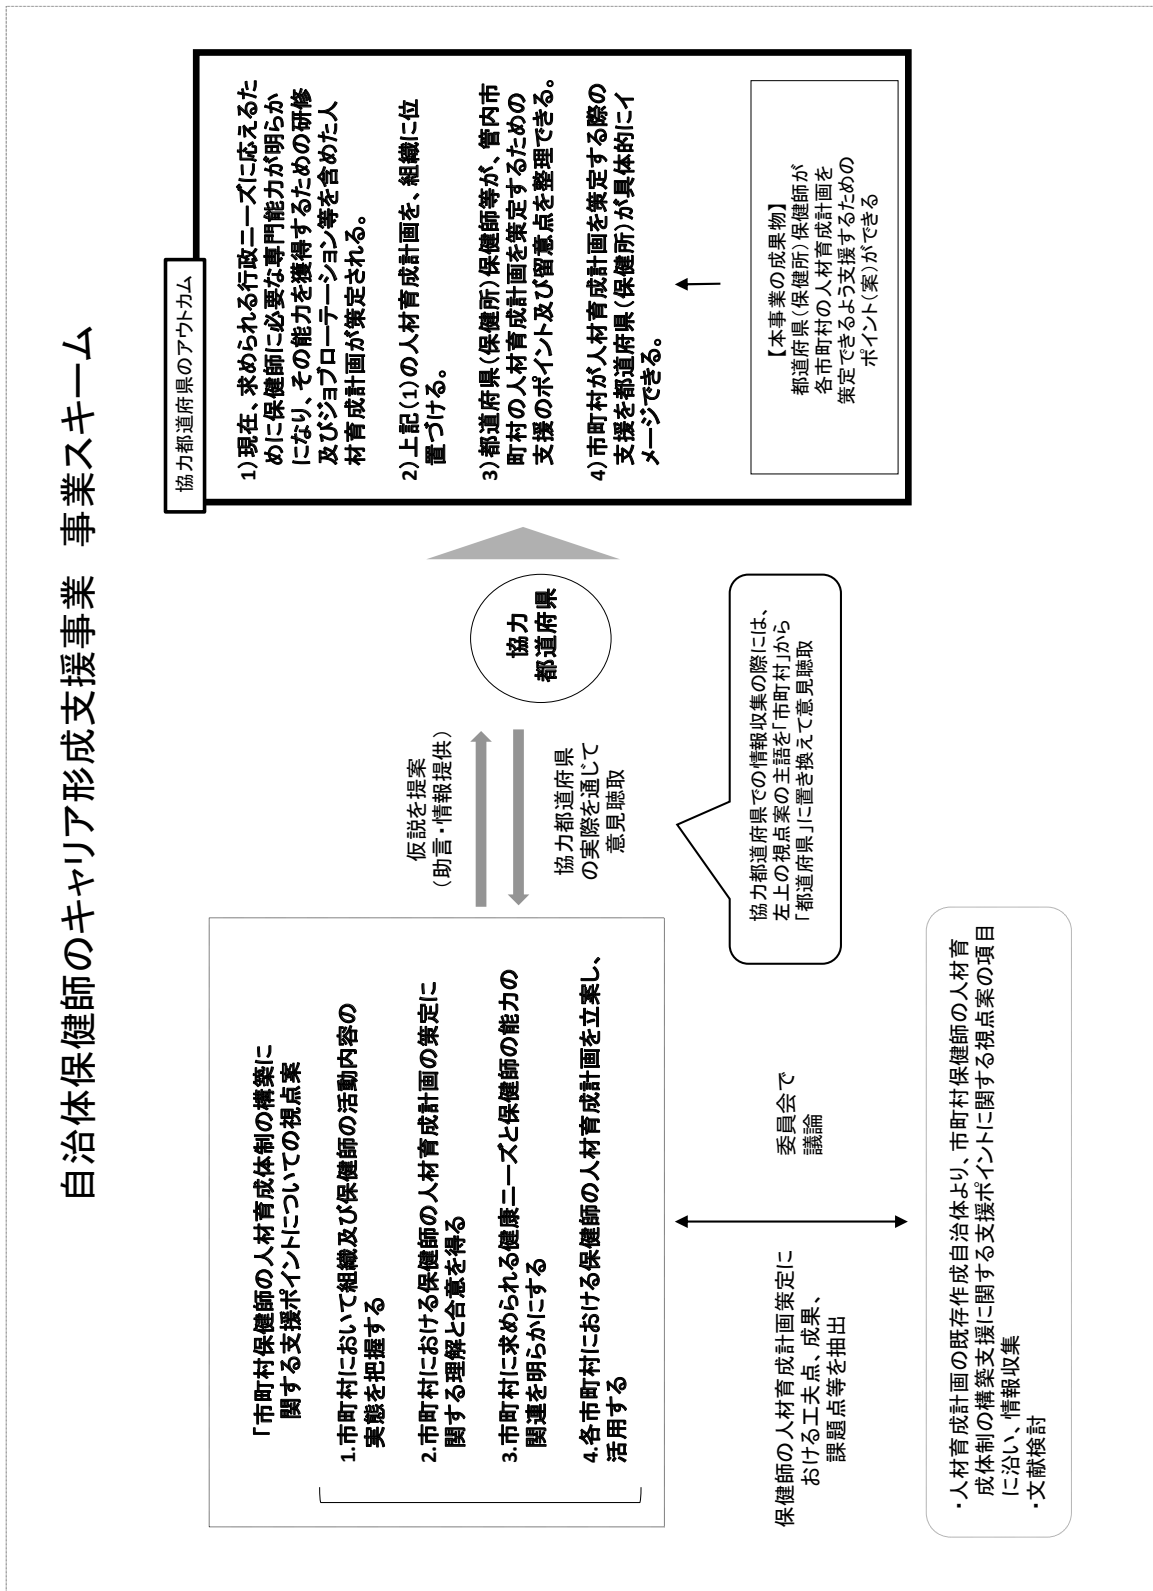 自治体保健師のキャリア形成支援事業　事業スキーム
「市町村保健師の人材育成体制の構築に
関する支援ポイントについての視点案
1.市町村において組織及び保健師の活動内容の
実態を把握する
2.市町村における保健師の人材育成計画の策定に
関する理解と合意を得る
3.市町村に求められる健康ニーズと保健師の能力の
関連を明らかにする
4.各市町村における保健師の人材育成計画を立案し、
活用する
仮説を提案
（助言・情報提供）
協力都道府県
の実際を通じて
意見聴取
協力
都道府県
協力都道府県のアウトカム
1）現在、求められる行政ニーズに応えるた
めに保健師に必要な専門能力が明らか
になり、その能力を獲得するための研修
及びジョブローテーション等を含めた人
材育成計画が策定される。
2）上記（1）の人材育成計画を、組織に位
置づける。
3）都道府県（保健所）保健師等が、管内市
町村の人材育成計画を策定するための
支援のポイント及び留意点を整理できる。
4）市町村が人材育成計画を策定する際の
支援を都道府県（保健所）が具体的にイ
メージできる。
【本事業の成果物】
都道府県（保健所）保健師が
各市町村の人材育成計画を
策定できるよう支援するための
ポイント（案）ができる
協力都道府県での情報収集の際には、
左上の視点案の主語を「市町村」から
「都道府県」に置き換えて意見聴取
保健師の人材育成計画策定に
おける工夫点、成果、
課題点等を抽出
委員会で
議論
・人材育成計画の既存作成自治体より、市町村保健師の人材育
成体制の構築支援に関する支援ポイントに関する視点案の項目
に沿い、情報収集
・文献検討